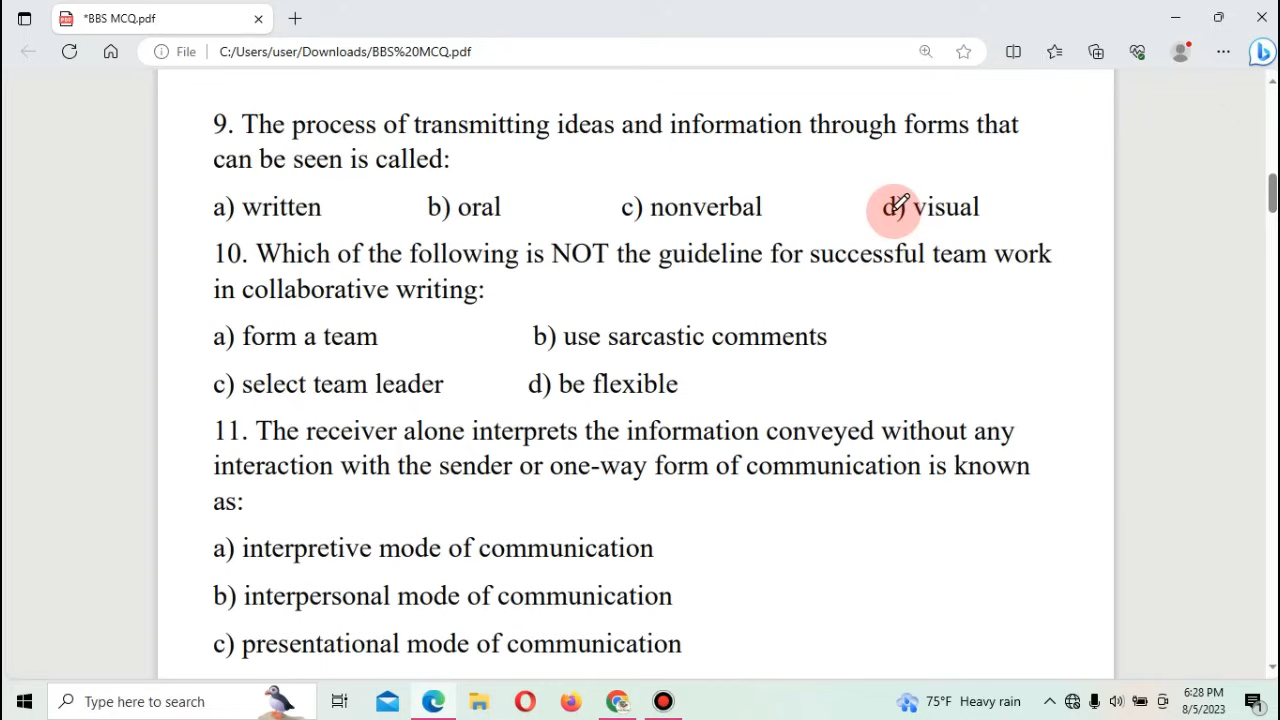 *BBS MCQ.pdf
File C:/Users/user/Downloads/BBS%20MCQ.pdf
9. The process of transmitting ideas and information through forms that
can be seen is called:
a) written b) oral c) nonverbal d) visual
10. Which of the following is NOT the guideline for successful team work
in collaborative writing:
a) form a team b) use sarcastic comments
c) select team leader d) be flexible
11. The receiver alone interprets the information conveyed without any
interaction with the sender or one-way form of communication is known
as:
a) interpretive mode of communication
b) interpersonal mode of communication
c) presentational mode of communication
Type here to search 75°F Heavy rain 6:28 PM
8/5/2023